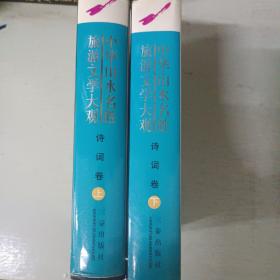 中华山水名胜
旅游文学大观
诗词卷
上
三秦出版社
中华山水名胜
旅游文学大观
诗词卷
下
三秦出版社